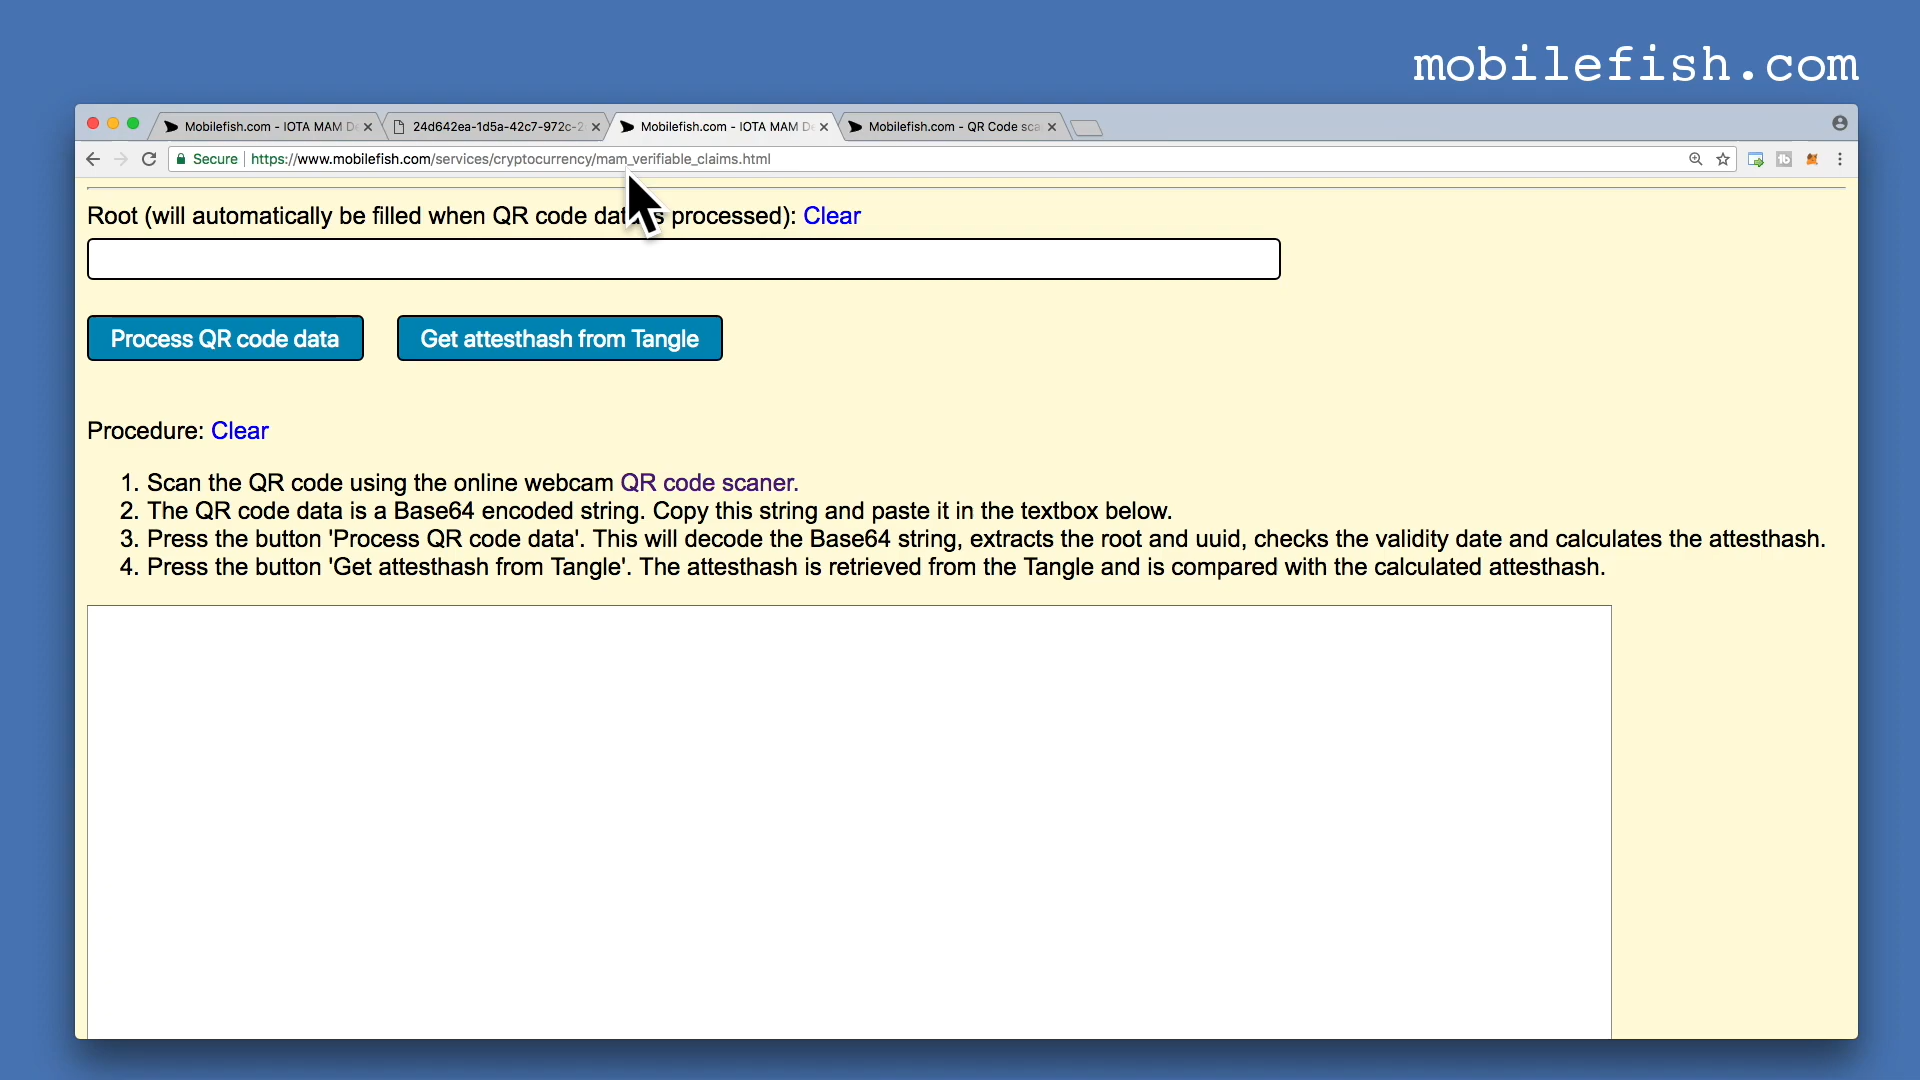 mobilefish.com
Mobilefish.com - IOTA MAM D
24d642ea-1d5a-42c7-972c-2
Mobilefish.com - IOTA MAM D
Mobilefish.com - QR Code sca
Secure
https://www.mobilefish.com/services/cryptocurrency/mam_verifiable_claims.html
Root (will automatically be filled when QR code processed): Clear
Process QR code data
Get attesthash from Tangle
Procedure: Clear
1. Scan the QR code using the online webcam QR code scaner.
2. The QR code data is a Base64 encoded string. Copy this string and paste it in the textbox below.
3. Press the button 'Process QR code data'. This will decode the Base64 string, extracts the root and uuid, checks the validity date and calculates the attesthash.
4. Press the button 'Get attesthash from Tangle'. The attesthash is retrieved from the Tangle and is compared with the calculated attesthash.